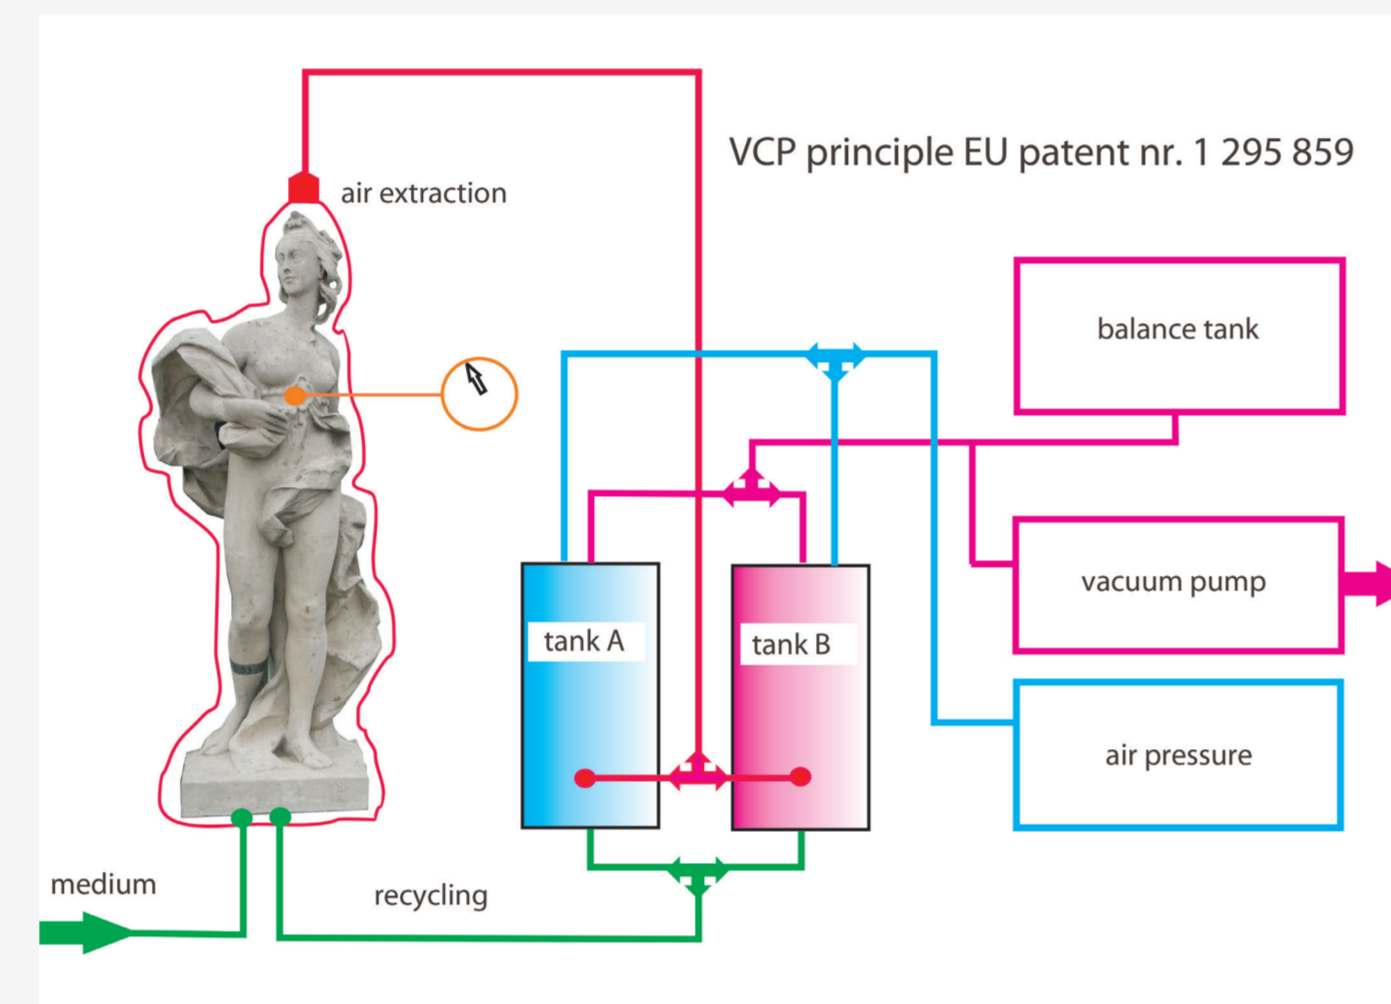 VCP principle EU patent nr. 1 295 859
air extraction
balance tank
vacuum pump
tank A
tank B
air pressure
medium
recycling